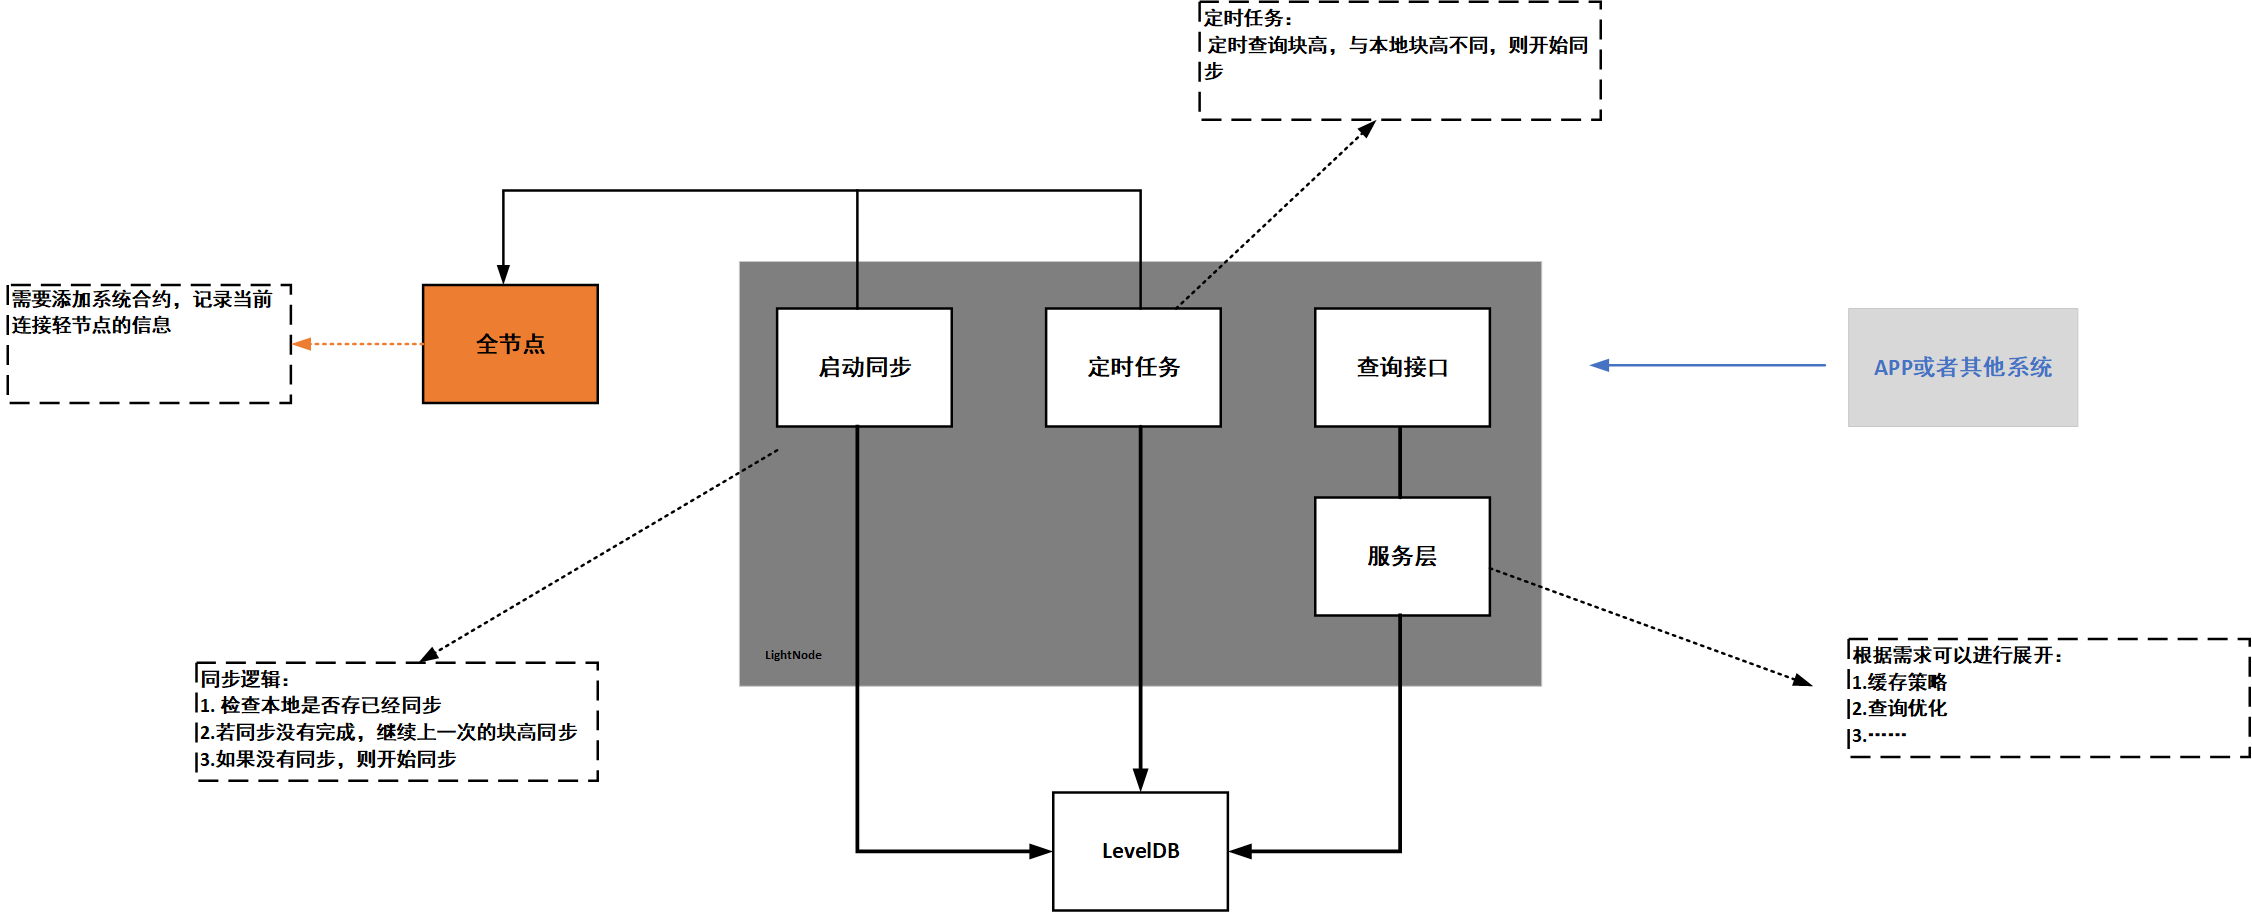 定时任务：
定时查询块高，与本地块高不同，则开始同
步
需要添加系统合约，记录当前
连接轻节点的信息
全节点
启动同步
定时任务
查询接口
APP或者其他系统
服务层
LightNode
同步逻辑：
1. 检查本地是否存已经同步
2.若同步没有完成，继续上一次的块高同步
3.如果没有同步，则开始同步
根据需求可以进行展开：
1.缓存策略
2.查询优化
3.……
LevelDB